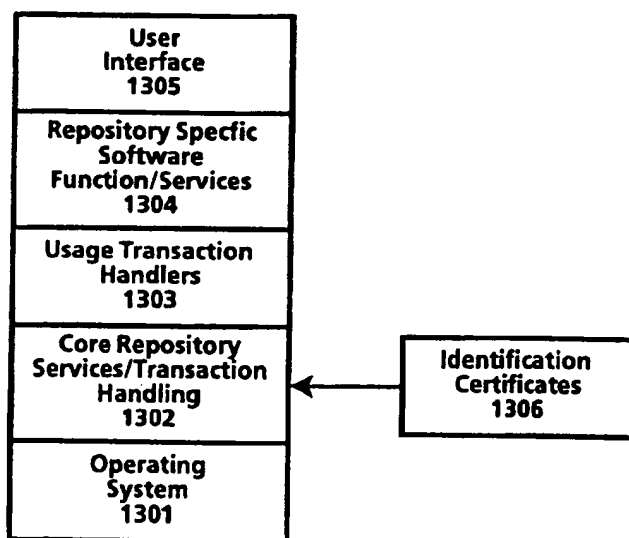 User
Interface
1305
Repository Specfic
Software
Function/Services
1304
Usage Transaction
Handlers
1303
Core Repository
Services/Transaction
Handling
1302
Identification
Certificates
1306
Operating
System
1301